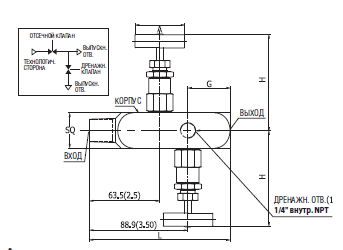 A
ОТСЕЧНОЙ КЛАПАН
ВЫПУСКН.
ОТВ.
ТЕХНОЛОГИЧ.
СТОРОНА
ДРЕНАЖН.
КЛАПАН
ВЫПУСКН.
ОТВ.
КОРПУС
G
H
ВЫХОД
SQ
ВХОД
H
63.5(2.5)
88.9(3.50)
L
ДРЕНАЖН. ОТВ.(1
1/4" внутр. NPT